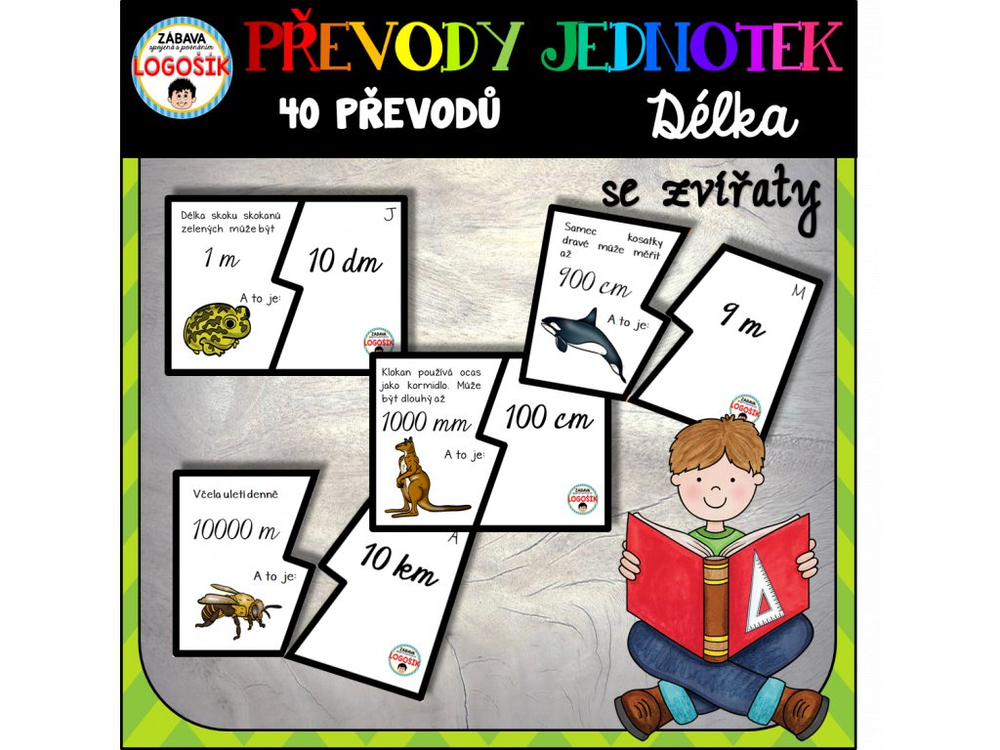 ZÁBAVA
spojená s poznáním
LOGOŠÍK
PŘEVODY JEDNOTEK
40 PŘEVODŮ
Délka
se zvířaty
Délka skoku skokanů
zelených může být
1 m
A to je:
J
10 dm
ZÁBAVA
LOGOŠÍK
Samec kosatky
dravé může měřit
až
900 cm
A to je:
M
9 m
ZÁBAVA
LOGOŠÍK
Klokan používá ocas
jako kormidlo. Může
být dlouhý až
1000 mm
A to je:
100 cm
ZÁBAVA
LOGOŠÍK
Včela uletí denně
10000 m
A to je:
A
10 km
ZÁBAVA
LOGOŠÍK